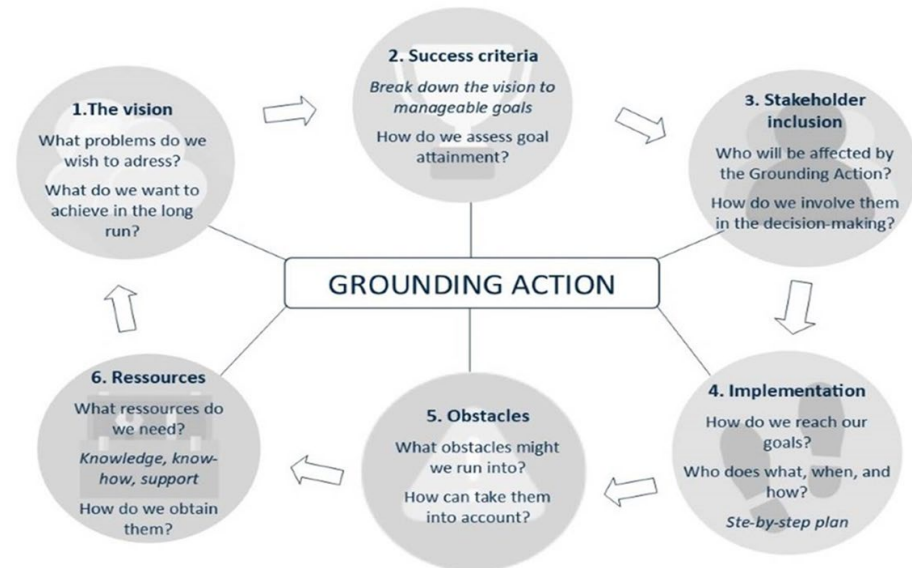 1.The vision
What problems do we
wish to adress?
What do we want to
achieve in the long
run?
2. Success criteria
Break down the vision to
manageable goals
How do we assess goal
attainment?
3. Stakeholder
inclusion
Who will be affected by
the Grounding Action?
How do we involve them
in the decision-making?
GROUNDING ACTION
4. Implementation
How do we reach our
goals?
Who does what, when, and
how?
Ste-by-step plan
5. Obstacles
What obstacles might
we run into?
How can take them
into account?
6. Ressources
What ressources do
we need?
Knowledge, know-
how, support
How do we obtain
them?